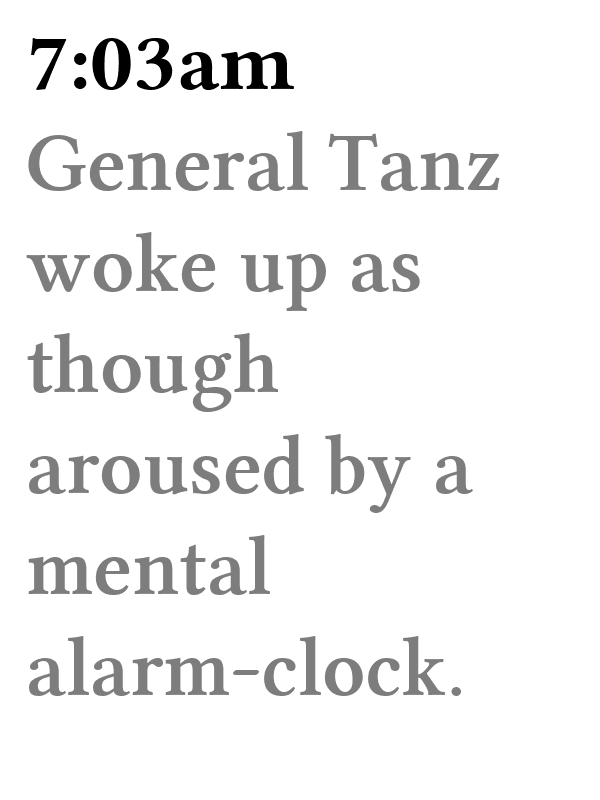 7:03am
General Tanz
woke up as
though
aroused by a
mental
alarm-clock.